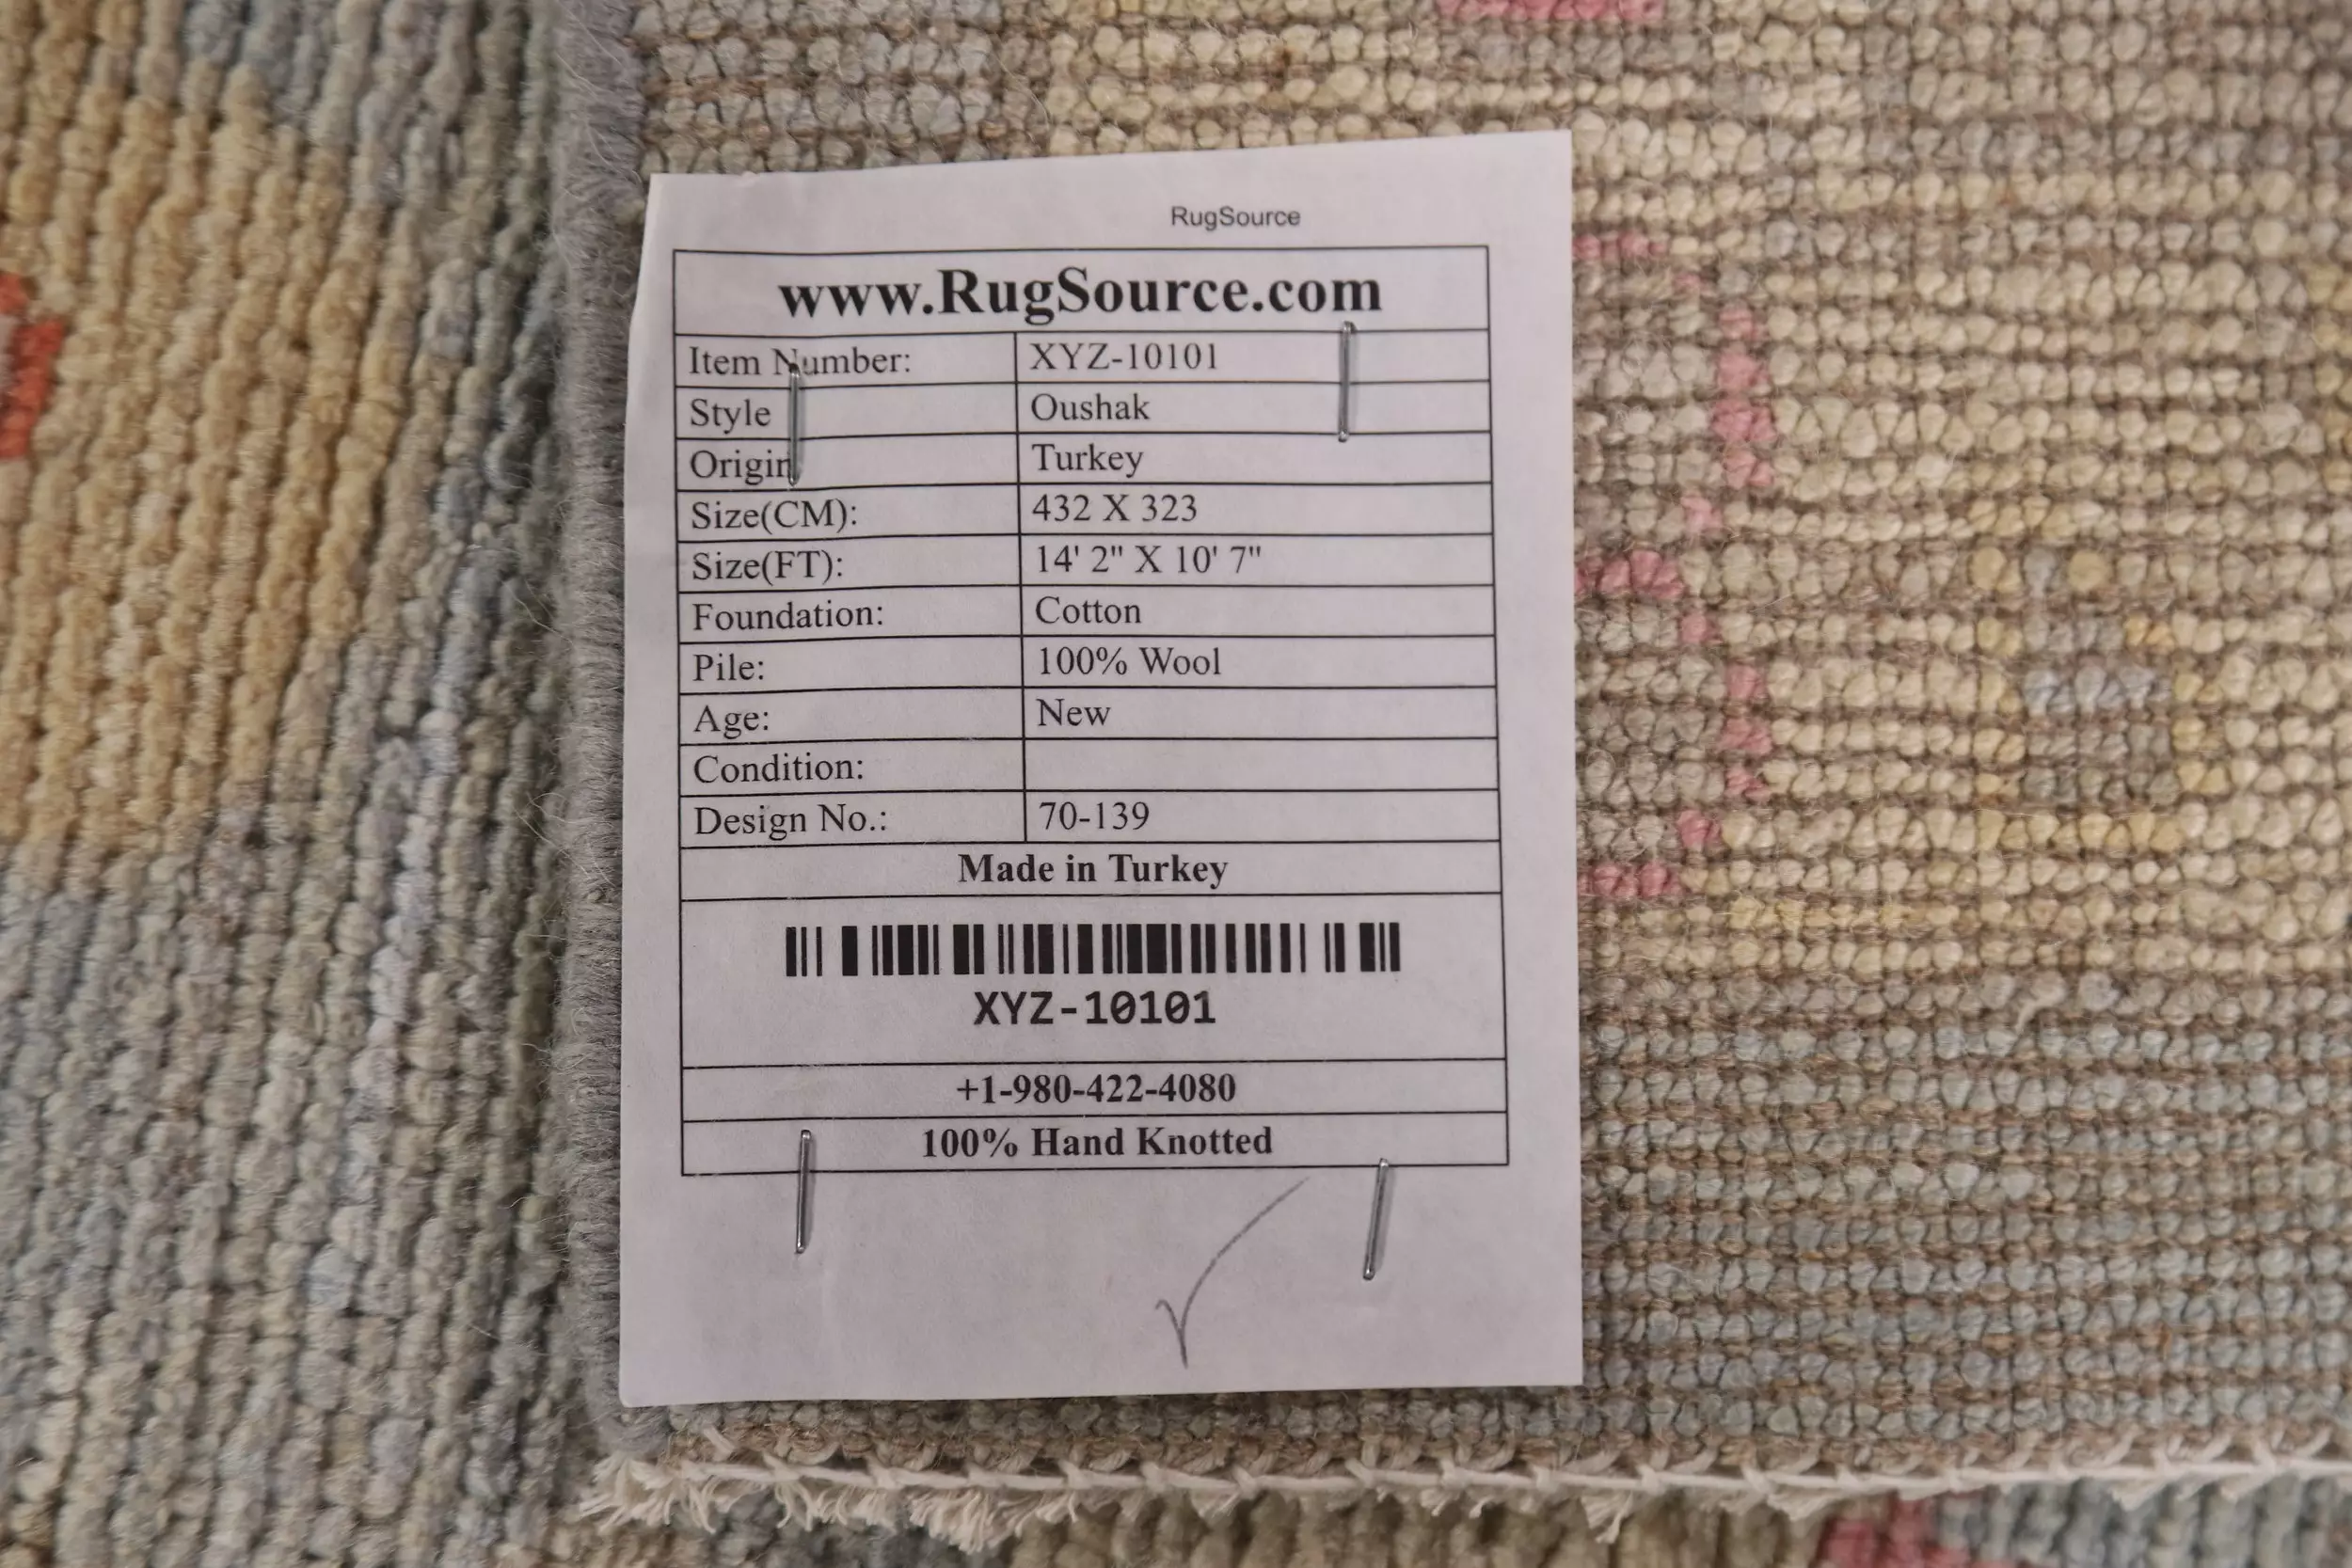 RugSource
www.RugSource.com
Item Number: XYZ-10101
Style Oushak
Origin Turkey
Size(CM): 432 X 323
Size(FT): 14' 2" X 10' 7"
Foundation: Cotton
Pile: 100% Wool
Age: New
Condition:
Design No.: 70-139
Made in Turkey
XYZ-10101
+1-980-422-4080
100% Hand Knotted